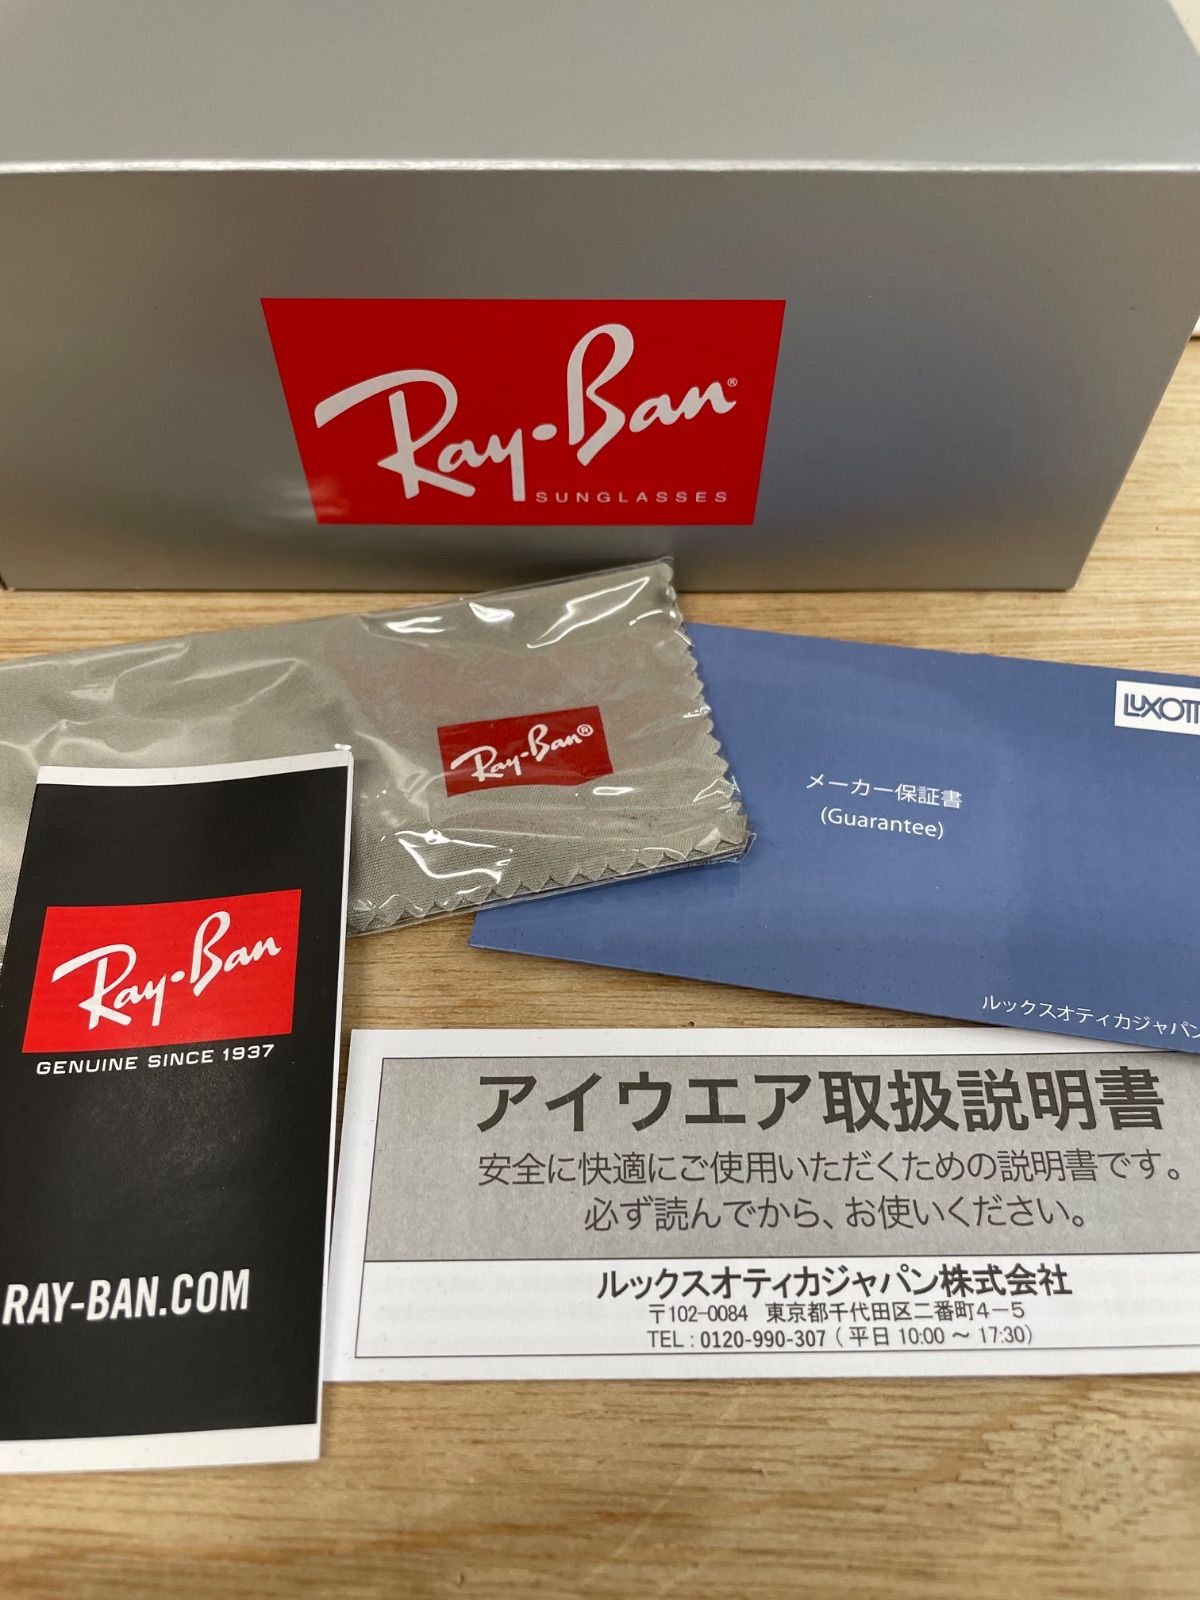 Ray-Ban®
SUNGLASSES
Ray-Ban®
メーカー保証書
(Guarantee)
ルックスオティカジャパン
Ray-Ban
GENUINE SINCE 1937
RAY-BAN.COM
アイウエア取扱説明書
安全に快適にご使用いただくための説明書です。
必ず読んでから、お使いください。
ルックスオティカジャパン株式会社
〒102-0084 東京都千代田区二番町4-5
TEL : 0120-990-307 ( 平日 10:00 ～ 17:30)